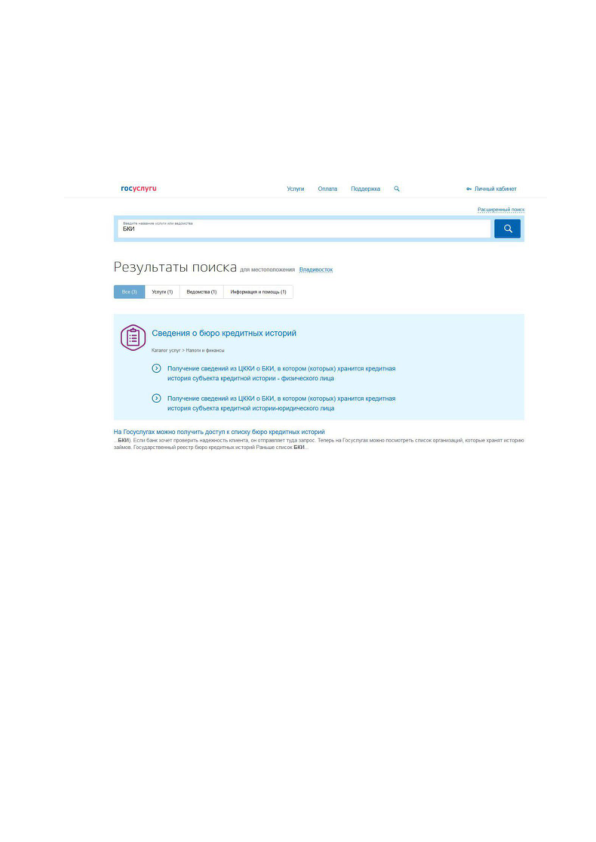 госуслуги
Услуги Оплата Поддержка Личный кабинет
Расширенный поиск
Введите название услуги или ведомства
БКИ
Результаты поиска для местоположения Владивосток
Все (3) Услуги (1) Ведомства (1) Информация и помощь (1)
Сведения о бюро кредитных историй
Каталог услуг > Налоги и финансы
Получение сведений из ЦККИ о БКИ, в котором (которых) хранится кредитная
история субъекта кредитной истории - физического лица
Получение сведений из ЦККИ о БКИ, в котором (которых) хранится кредитная
история субъекта кредитной истории-юридического лица
На Госуслугах можно получить доступ к списку бюро кредитных историй
...БКИ). Если банк хочет проверить надежность клиента, он отправляет туда запрос. Теперь на Госуслугах можно посмотреть список организаций, которые хранят историю
займов. Государственный реестр бюро кредитных историй Раньше список БКИ...